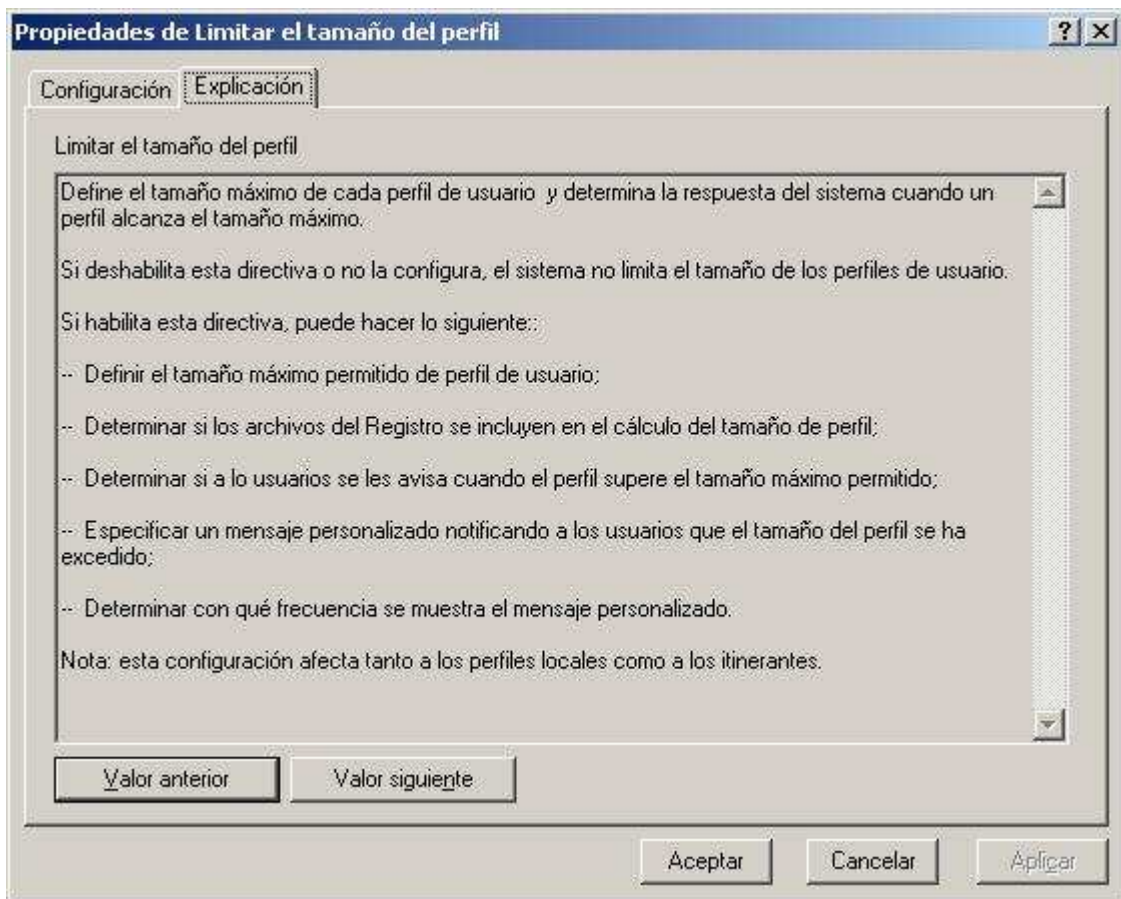 Propiedades de Limitar el tamaño del perfil
Configuración Explicación
Limitar el tamaño del perfil
Define el tamaño máximo de cada perfil de usuario  y determina la respuesta del sistema cuando un
perfil alcanza el tamaño máximo.
Si deshabilita esta directiva o no la configura, el sistema no limita el tamaño de los perfiles de usuario.
Si habilita esta directiva, puede hacer lo siguiente::
--  Definir el tamaño máximo permitido de perfil de usuario;
--  Determinar si los archivos del Registro se incluyen en el cálculo del tamaño de perfil;
--  Determinar si a lo usuarios se les avisa cuando el perfil supere el tamaño máximo permitido;
--  Especificar un mensaje personalizado notificando a los usuarios que el tamaño del perfil se ha
excedido;
--  Determinar con qué frecuencia se muestra el mensaje personalizado.
Nota: esta configuración afecta tanto a los perfiles locales como a los itinerantes.
Valor anterior Valor siguiente
Aceptar Cancelar Aplicar